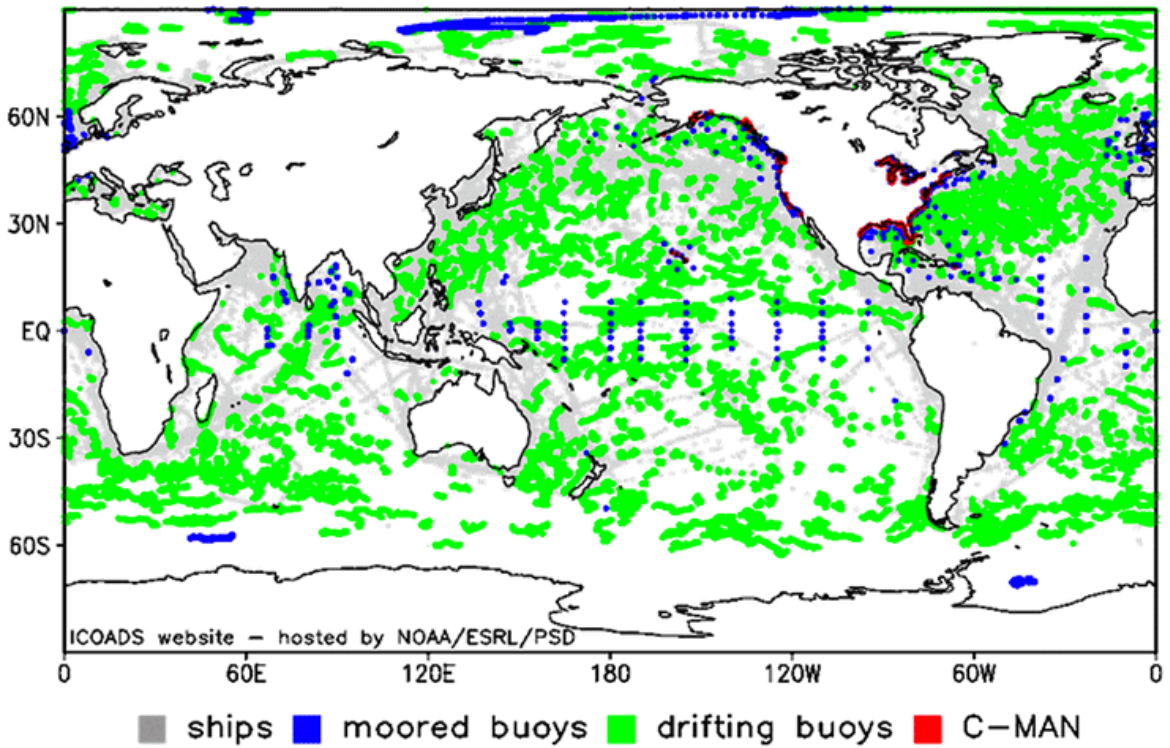 60N
30N
EQ
30S
60S
ICOADS website – hosted by NOAA/ESRL/PSD
0 60E 120E 180 120W 60W 0
ships moored buoys drifting buoys C-MAN